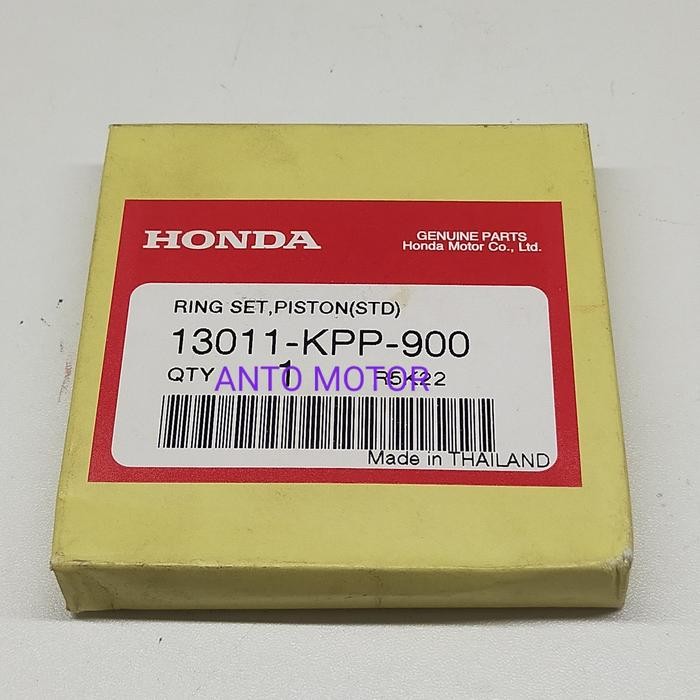 HONDA
GENUINE PARTS
Honda Motor Co., Ltd.
RING SET,PISTON(STD)
13011-KPP-900
QTY 1 R5K22
ANTO MOTOR
Made in THAILAND